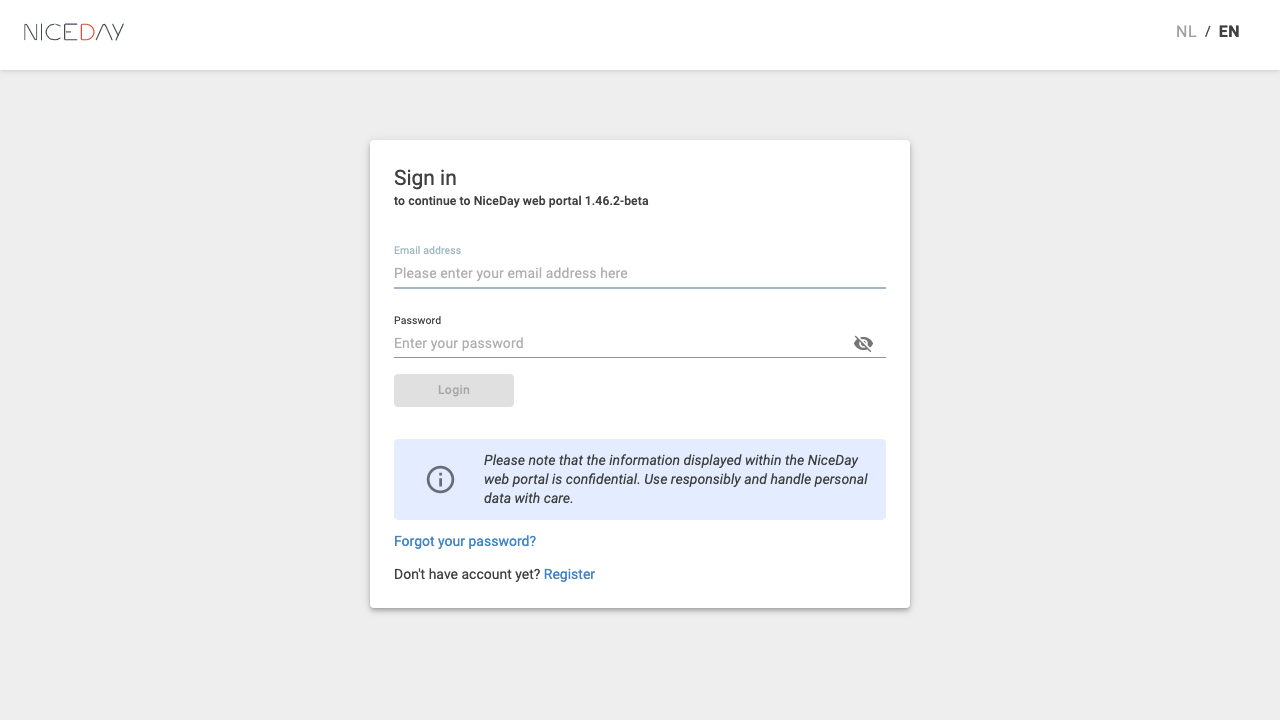 NICEDAY
NL / EN
Sign in
to continue to NiceDay web portal 1.46.2-beta
Email address
Please enter your email address here
Password
Enter your password
Login
Please note that the information displayed within the NiceDay
web portal is confidential. Use responsibly and handle personal
data with care.
Forgot your password?
Don't have account yet? Register